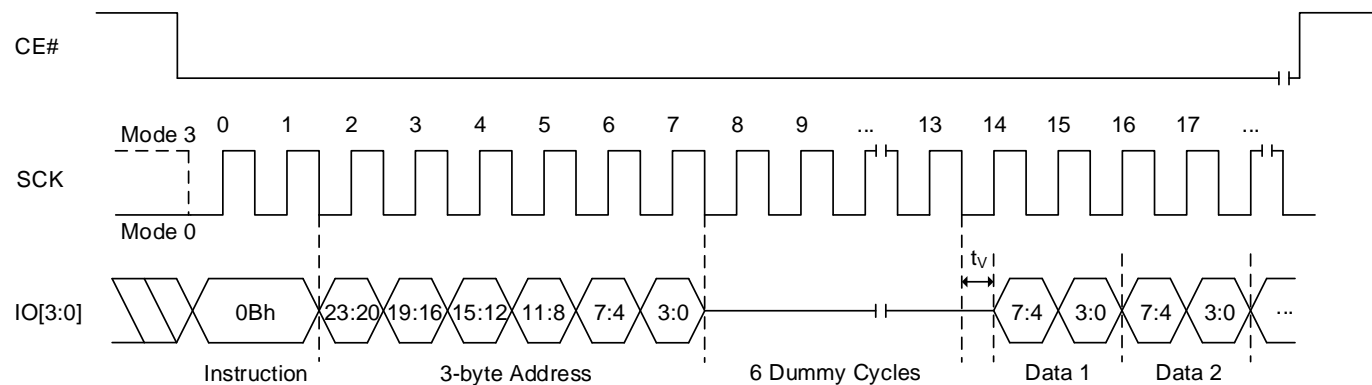 CE#
0 1 2 3 4 5 6 7 8 9 ... 13 14 15 16 17 ...
Mode 3
SCK
Mode 0
tV
IO[3:0] 0Bh 23:20 19:16 15:12 11:8 7:4 3:0 7:4 3:0 7:4 3:0 ...
Instruction 3-byte Address 6 Dummy Cycles Data 1 Data 2